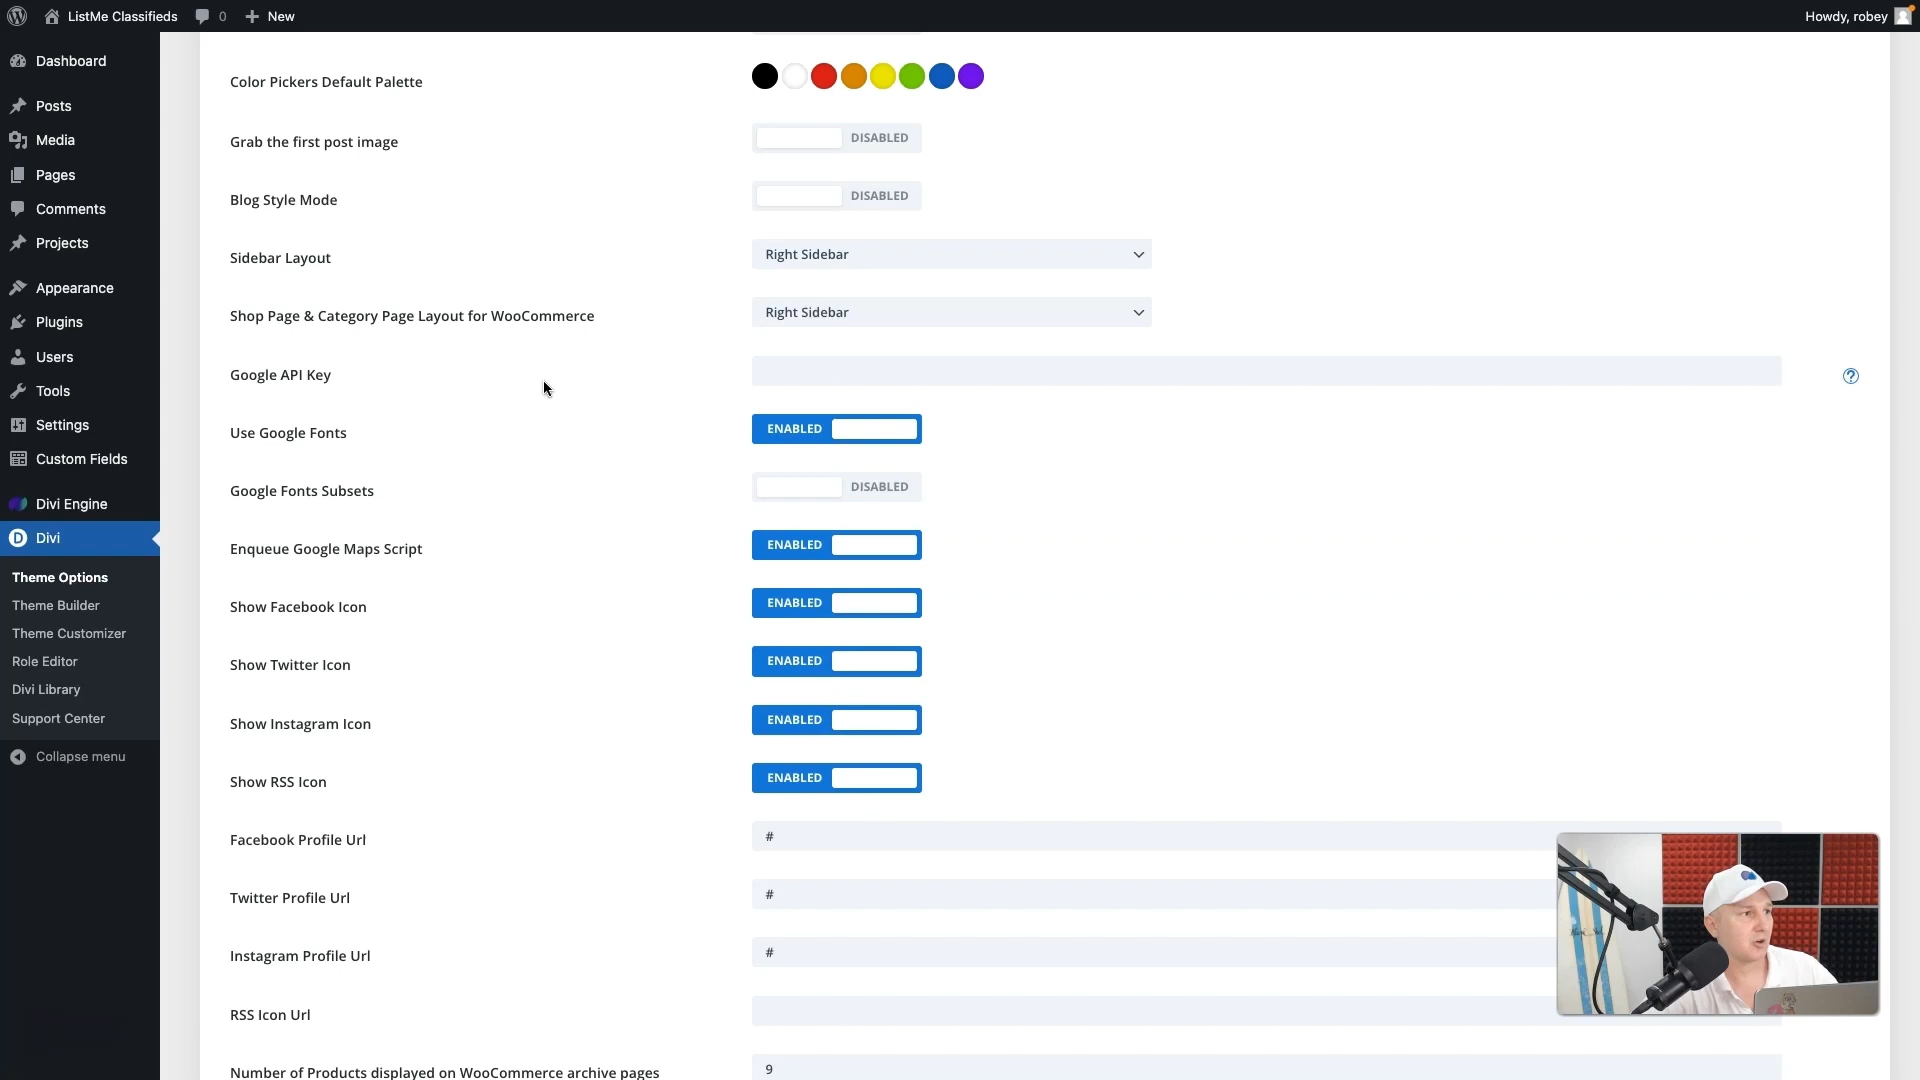 ListMe Classifieds 0 New Howdy, robey
Dashboard
Posts
Media
Pages
Comments
Projects
Appearance
Plugins
Users
Tools
Settings
Custom Fields
Divi Engine
D Divi
Theme Options
Theme Builder
Theme Customizer
Role Editor
Divi Library
Support Center
Collapse menu
Color Pickers Default Palette
Grab the first post image DISABLED
Blog Style Mode DISABLED
Sidebar Layout Right Sidebar
Shop Page & Category Page Layout for WooCommerce Right Sidebar
Google API Key ?
Use Google Fonts ENABLED
Google Fonts Subsets DISABLED
Enqueue Google Maps Script ENABLED
Show Facebook Icon ENABLED
Show Twitter Icon ENABLED
Show Instagram Icon ENABLED
Show RSS Icon ENABLED
Facebook Profile Url #
Twitter Profile Url #
Instagram Profile Url #
RSS Icon Url
Number of Products displayed on WooCommerce archive pages 9